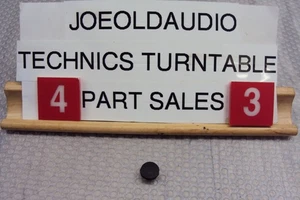 JOEOLDAUDIO
TECHNICS TURNTABLE
4 PART SALES 3